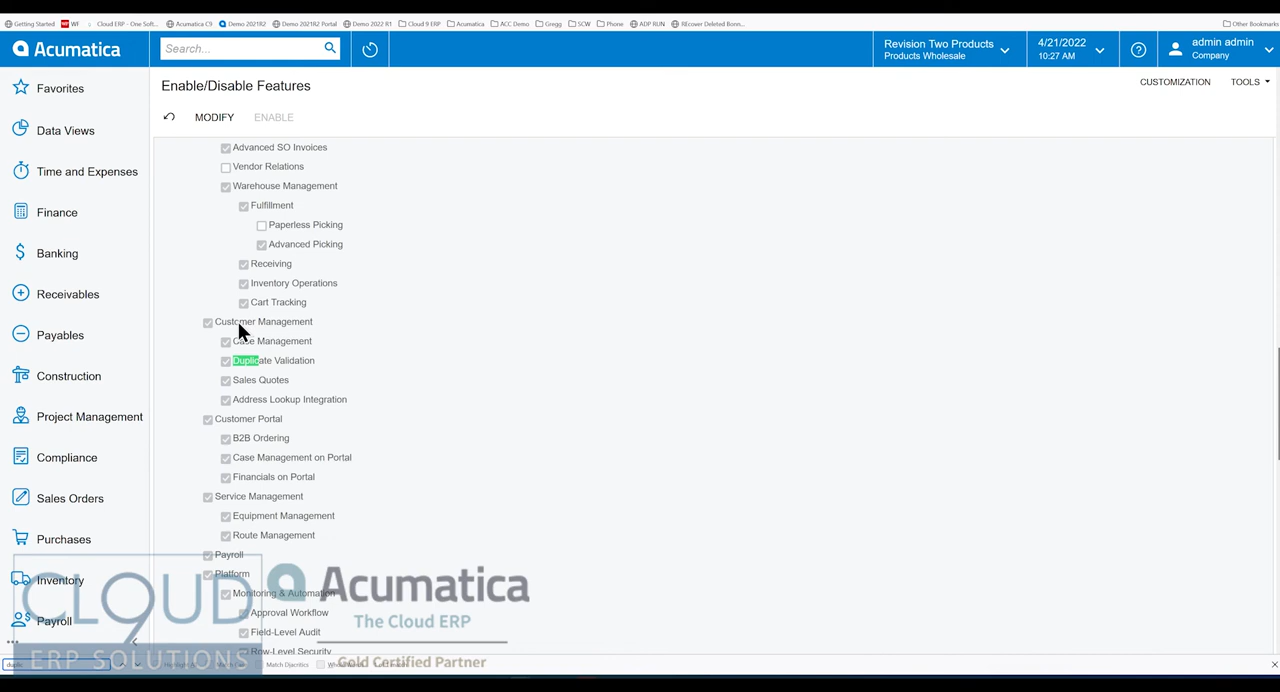 Getting Started WF Cloud ERP - One Soft... Acumatica C9 Demo 2021R2 Demo 2021R2 Portal Demo 2022 R1 Cloud 9 ERP Acumatica ACC Demo Gregg SCW Phone ADP RUN REcover Deleted Bonn... Other Bookmarks
Acumatica Search... Revision Two Products Products Wholesale 4/21/2022 10:27 AM admin admin Company
Favorites
Data Views
Time and Expenses
Finance
Banking
Receivables
Payables
Construction
Project Management
Compliance
Sales Orders
Purchases
Inventory
Payroll
Enable/Disable Features
CUSTOMIZATION TOOLS
MODIFY ENABLE
Advanced SO Invoices
Vendor Relations
Warehouse Management
Fulfillment
Paperless Picking
Advanced Picking
Receiving
Inventory Operations
Cart Tracking
Customer Management
Case Management
Duplicate Validation
Sales Quotes
Address Lookup Integration
Customer Portal
B2B Ordering
Case Management on Portal
Financials on Portal
Service Management
Equipment Management
Route Management
Payroll
Platform
Monitoring & Automation
Approval Workflow
Field-Level Audit
Row-Level Security
CLOUD 9
ERP SOLUTIONS
Acumatica
The Cloud ERP
Gold Certified Partner
duplic
Match Diacritics